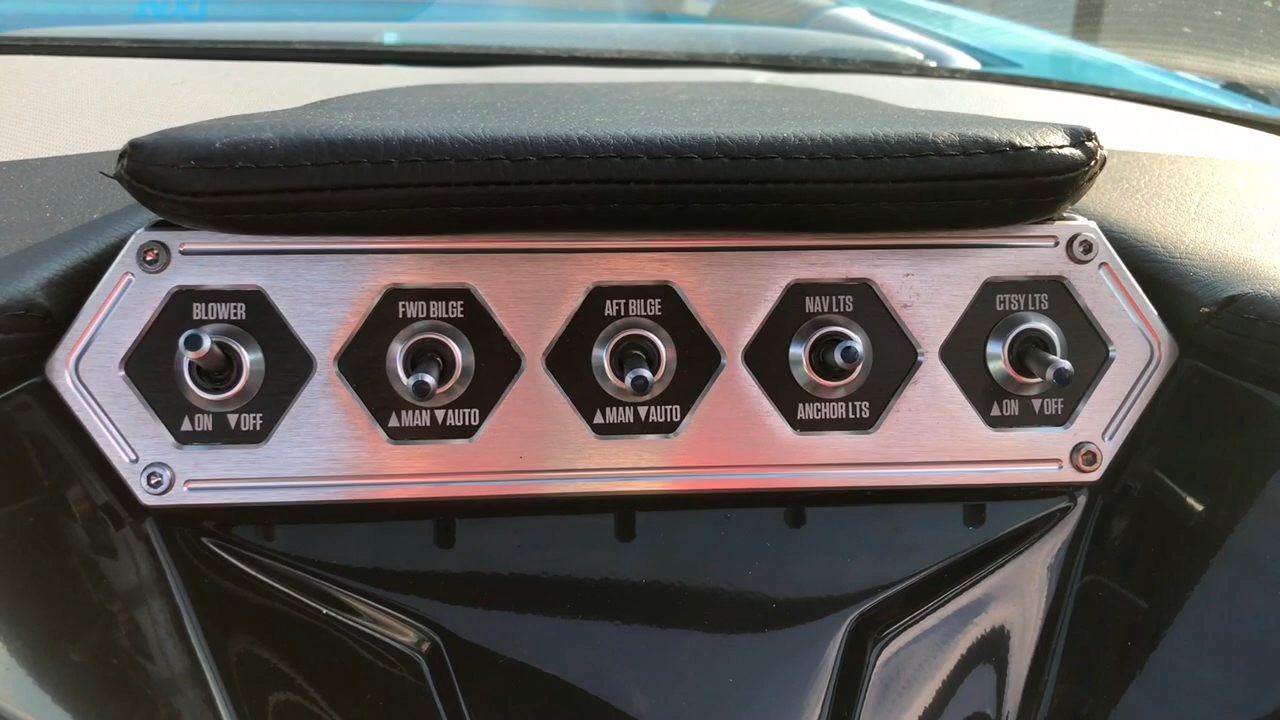 BLOWER
▲ON ▼OFF
FWD BILGE
▲MAN ▼AUTO
AFT BILGE
▲MAN ▼AUTO
NAV LTS
ANCHOR LTS
CTSY LTS
▲ON ▼OFF